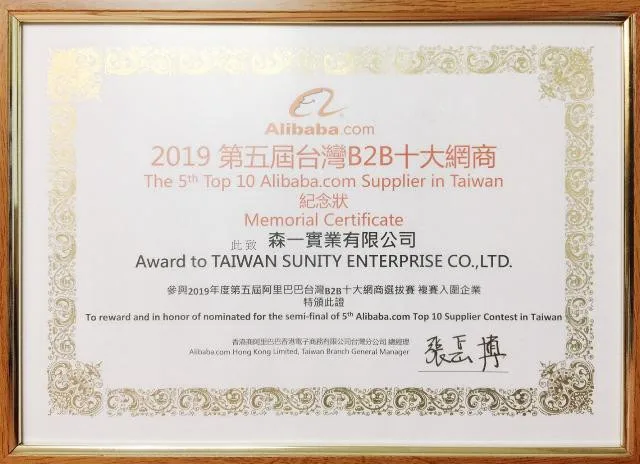 Alibaba.com
2019 第五屆台灣B2B十大網商
The 5th Top 10 Alibaba.com Supplier in Taiwan
紀念狀
Memorial Certificate
此致 森一實業有限公司
Award to TAIWAN SUNITY ENTERPRISE CO.,LTD.
參與2019年度第五屆阿里巴巴台灣B2B十大網商選拔賽 複賽入圍企業
特頒此證
To reward and in honor of nominated for the semi-final of 5th Alibaba.com Top 10 Supplier Contest in Taiwan
香港商阿里巴巴香港電子商務有限公司台灣分公司 總經理
Alibaba.com Hong Kong Limited, Taiwan Branch General Manager